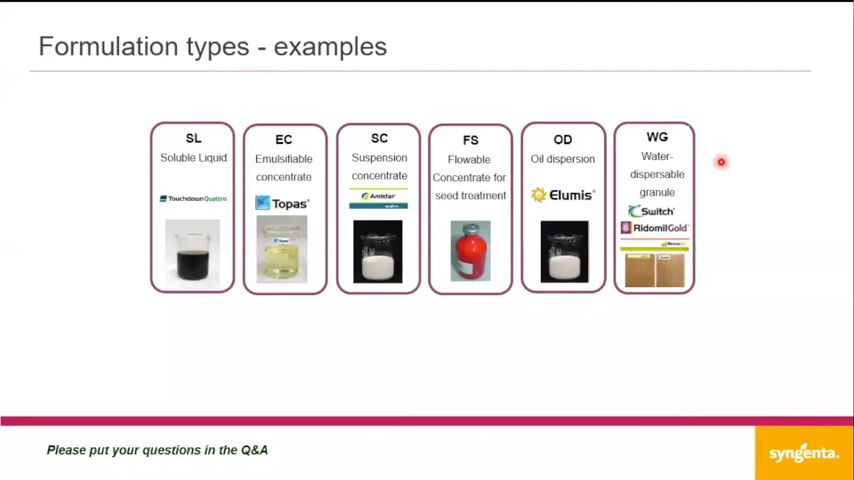 Formulation types - examples
SL
Soluble Liquid
TouchdownQuattro
EC
Emulsifiable
concentrate
Topas®
SC
Suspension
concentrate
Amistar
FS
Flowable
Concentrate for
seed treatment
OD
Oil dispersion
Elumis®
WG
Water-
dispersable
granule
Switch
RidomilGold
Please put your questions in the Q&A
syngenta.